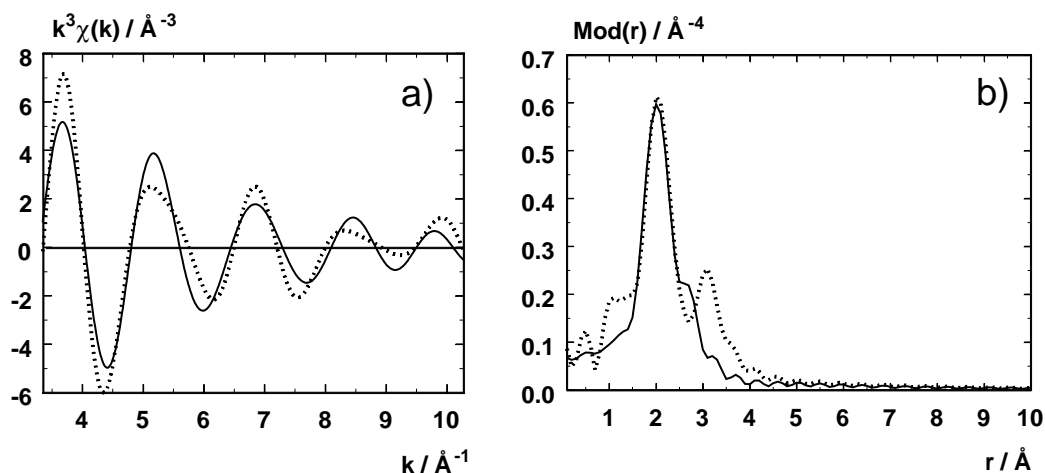 k³χ(k) / Å⁻³
8
6
4
2
0
-2
-4
-6
a)
4 5 6 7 8 9 10
k / Å⁻¹
Mod(r) / Å⁻⁴
0.7
0.6
0.5
0.4
0.3
0.2
0.1
0.0
b)
1 2 3 4 5 6 7 8 9 10
r / Å